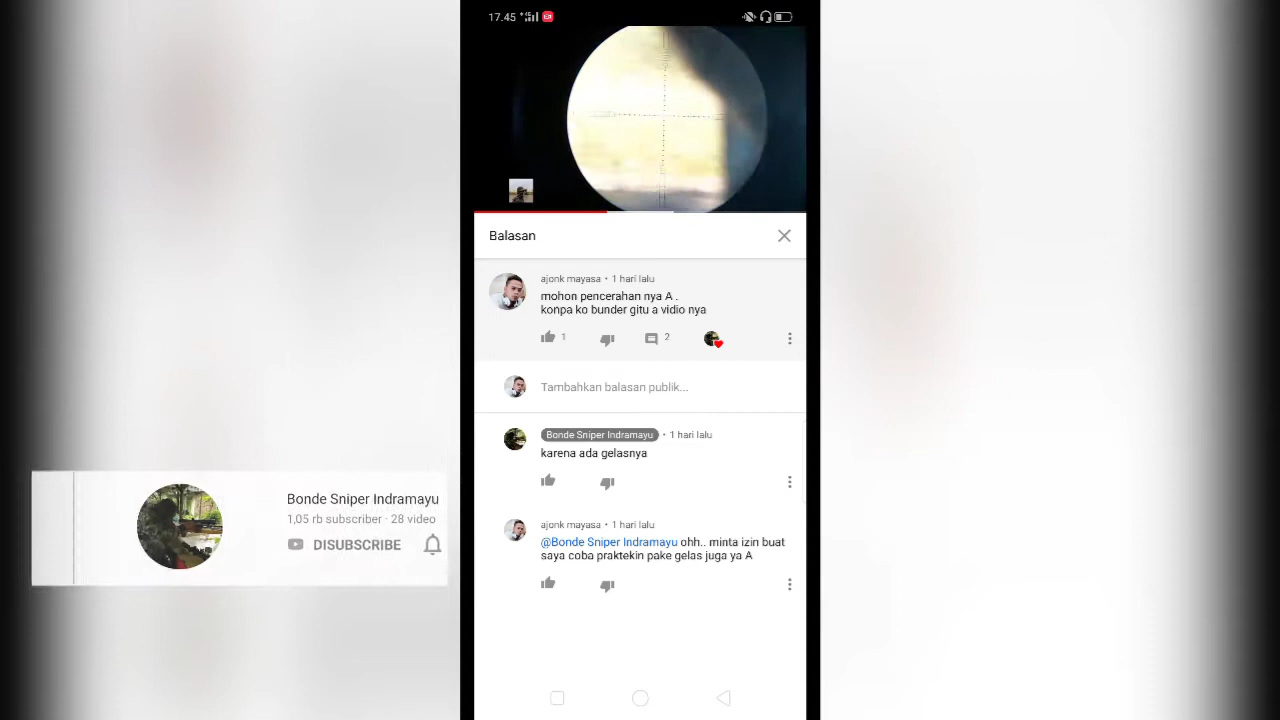 17.45
Balasan
ajonk mayasa • 1 hari lalu
mohon pencerahan nya A .
konpa ko bunder gitu a vidio nya
1
2
Tambahkan balasan publik...
Bonde Sniper Indramayu • 1 hari lalu
karena ada gelasnya
ajonk mayasa • 1 hari lalu
@Bonde Sniper Indramayu ohh.. minta izin buat
saya coba praktekin pake gelas juga ya A
Bonde Sniper Indramayu
1,05 rb subscriber · 28 video
DISUBSCRIBE